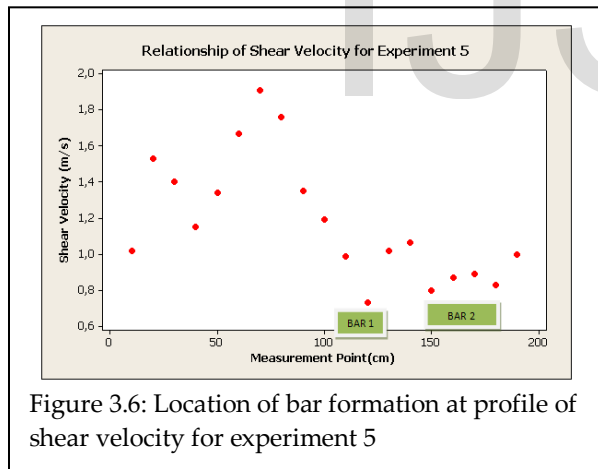 IJS
Relationship of Shear Velocity for Experiment 5
Shear Velocity (m/s)
2,0
1,8
1,6
1,4
1,2
1,0
0,8
0,6
BAR 1
BAR 2
0
50
100
150
200
Measurement Point(cm)
Figure 3.6: Location of bar formation at profile of
shear velocity for experiment 5